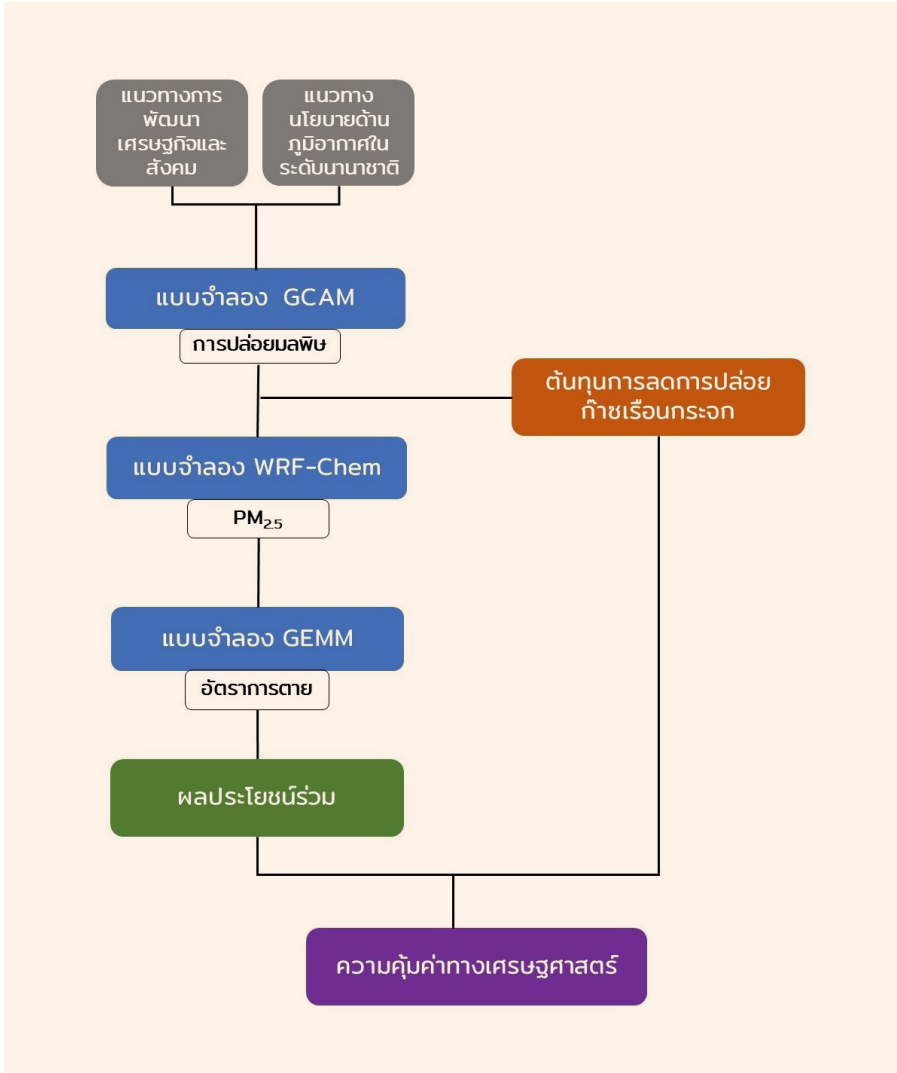 แนวทางการ
พัฒนา
เศรษฐกิจและ
สังคม
แนวทาง
นโยบายด้าน
ภูมิอากาศใน
ระดับนานาชาติ
แบบจำลอง GCAM
การปล่อยมลพิษ
ต้นทุนการลดการปล่อย
ก๊าซเรือนกระจก
แบบจำลอง WRF-Chem
PM₂.₅
แบบจำลอง GEMM
อัตราการตาย
ผลประโยชน์ร่วม
ความคุ้มค่าทางเศรษฐศาสตร์